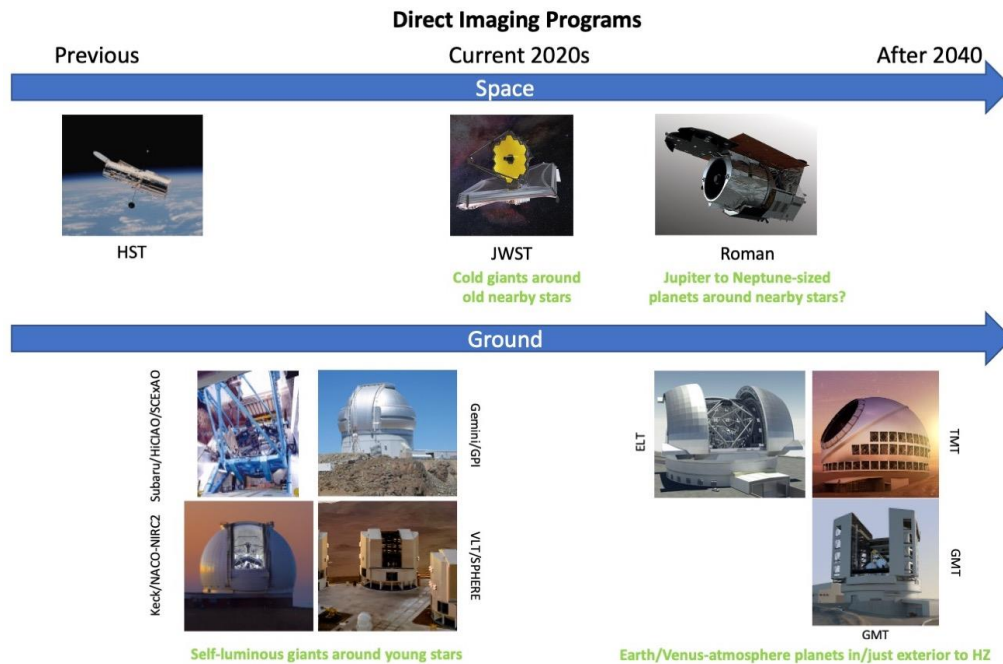 Direct Imaging Programs
Previous
Current 2020s
After 2040
Space
HST
JWST
Roman
Cold giants around
old nearby stars
Jupiter to Neptune-sized
planets around nearby stars?
Ground
Subaru/HiCIAO/SCExAO
Gemini/GPI
ELT
TMT
Keck/NACO-NIRC2
VLT/SPHERE
GMT
GMT
Self-luminous giants around young stars
Earth/Venus-atmosphere planets in/just exterior to HZ